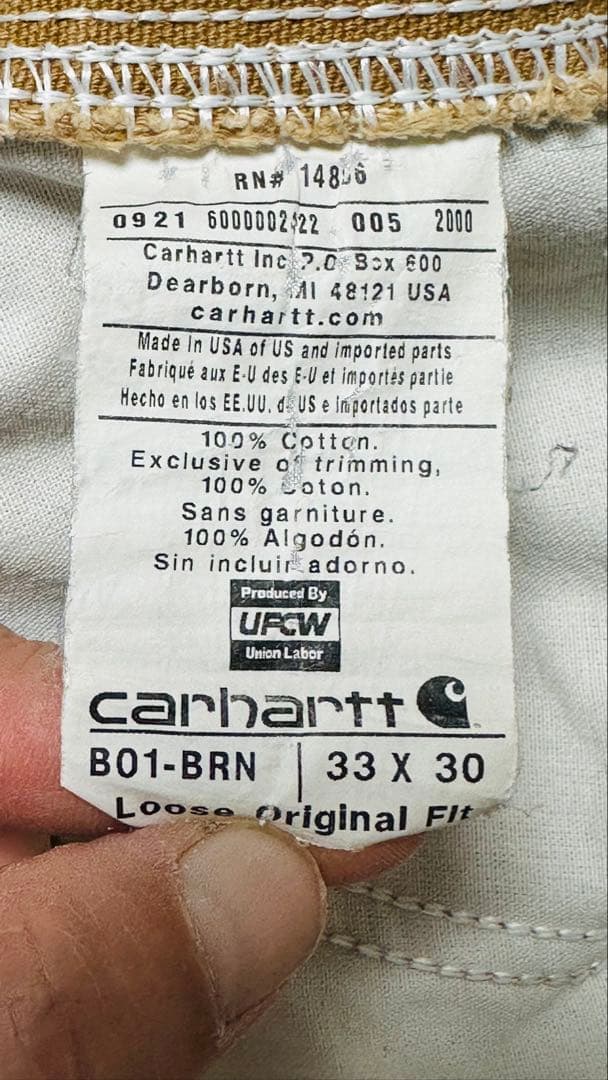 RN# 14806
0921 6000002422 005 2000
Carhartt Inc P.O. Box 600
Dearborn, MI 48121 USA
carhartt.com
Made In USA of US and imported parts
Fabriqué aux E-U des E-U et importés partie
Hecho en los EE.UU. de US e importados parte
100% Cotton.
Exclusive of trimming,
100% Coton.
Sans garniture.
100% Algodón.
Sin incluir adorno.
Produced By
UFCW
Union Labor
carhartt
B01-BRN 33 X 30
Loose Original Fit